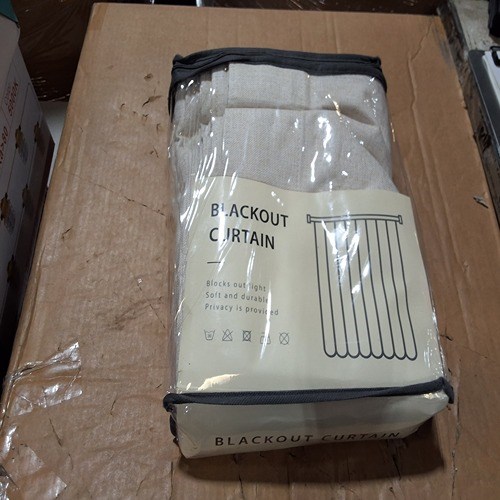 BLACKOUT
CURTAIN
Blocks out light
Soft and durable
Privacy is provided
BLACKOUT CURTAIN